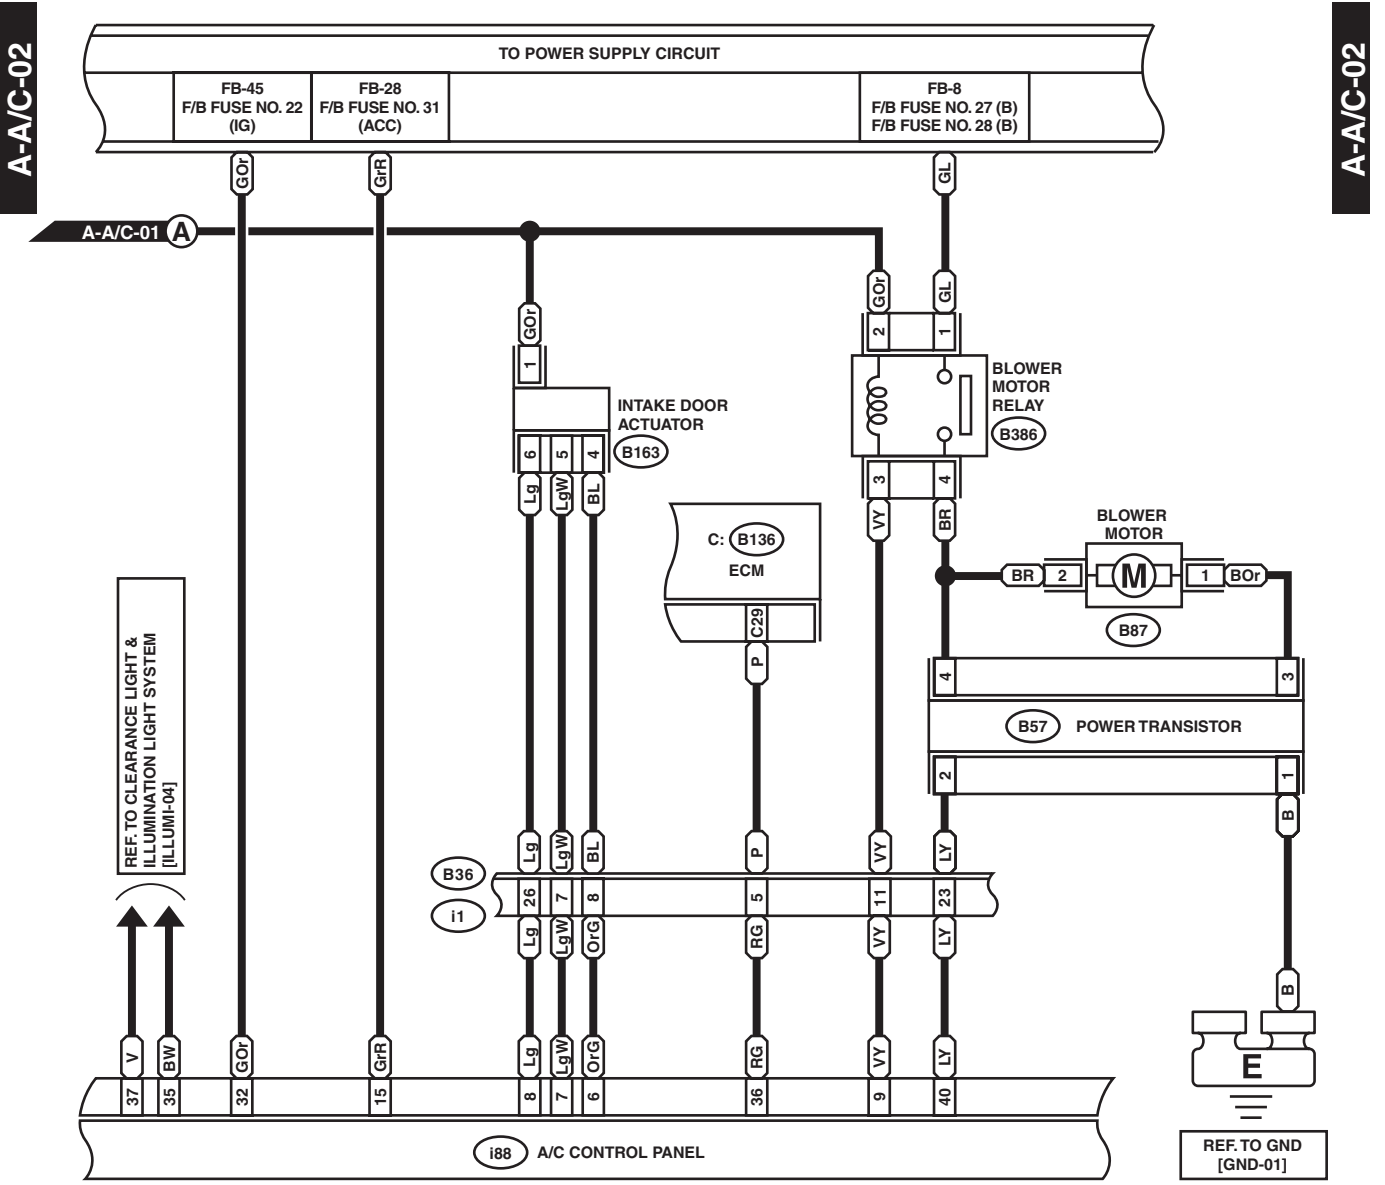 A-A/C-02
A-A/C-02
TO POWER SUPPLY CIRCUIT
FB-45
F/B FUSE NO. 22
(IG)
FB-28
F/B FUSE NO. 31
(ACC)
FB-8
F/B FUSE NO. 27 (B)
F/B FUSE NO. 28 (B)
GOr
GrR
GL
A-A/C-01
A
GOr
GOr
GL
1
2
1
INTAKE DOOR
ACTUATOR
B163
BLOWER
MOTOR
RELAY
B386
6
5
4
Lg
LgW
BL
3
4
VY
BR
C: B136
ECM
C29
P
BLOWER
MOTOR
BR
2
M
1
BOr
B87
4
3
B57
POWER TRANSISTOR
2
1
B
REF. TO CLEARANCE LIGHT &
ILLUMINATION LIGHT SYSTEM
[ILLUMI-04]
Lg
LgW
BL
P
VY
LY
B36
i1
26
7
8
5
11
23
Lg
LgW
OrG
RG
VY
LY
B
V
BW
GOr
GrR
Lg
LgW
OrG
RG
VY
LY
E
37
35
32
15
8
7
6
36
9
40
i88
A/C CONTROL PANEL
REF. TO GND
[GND-01]